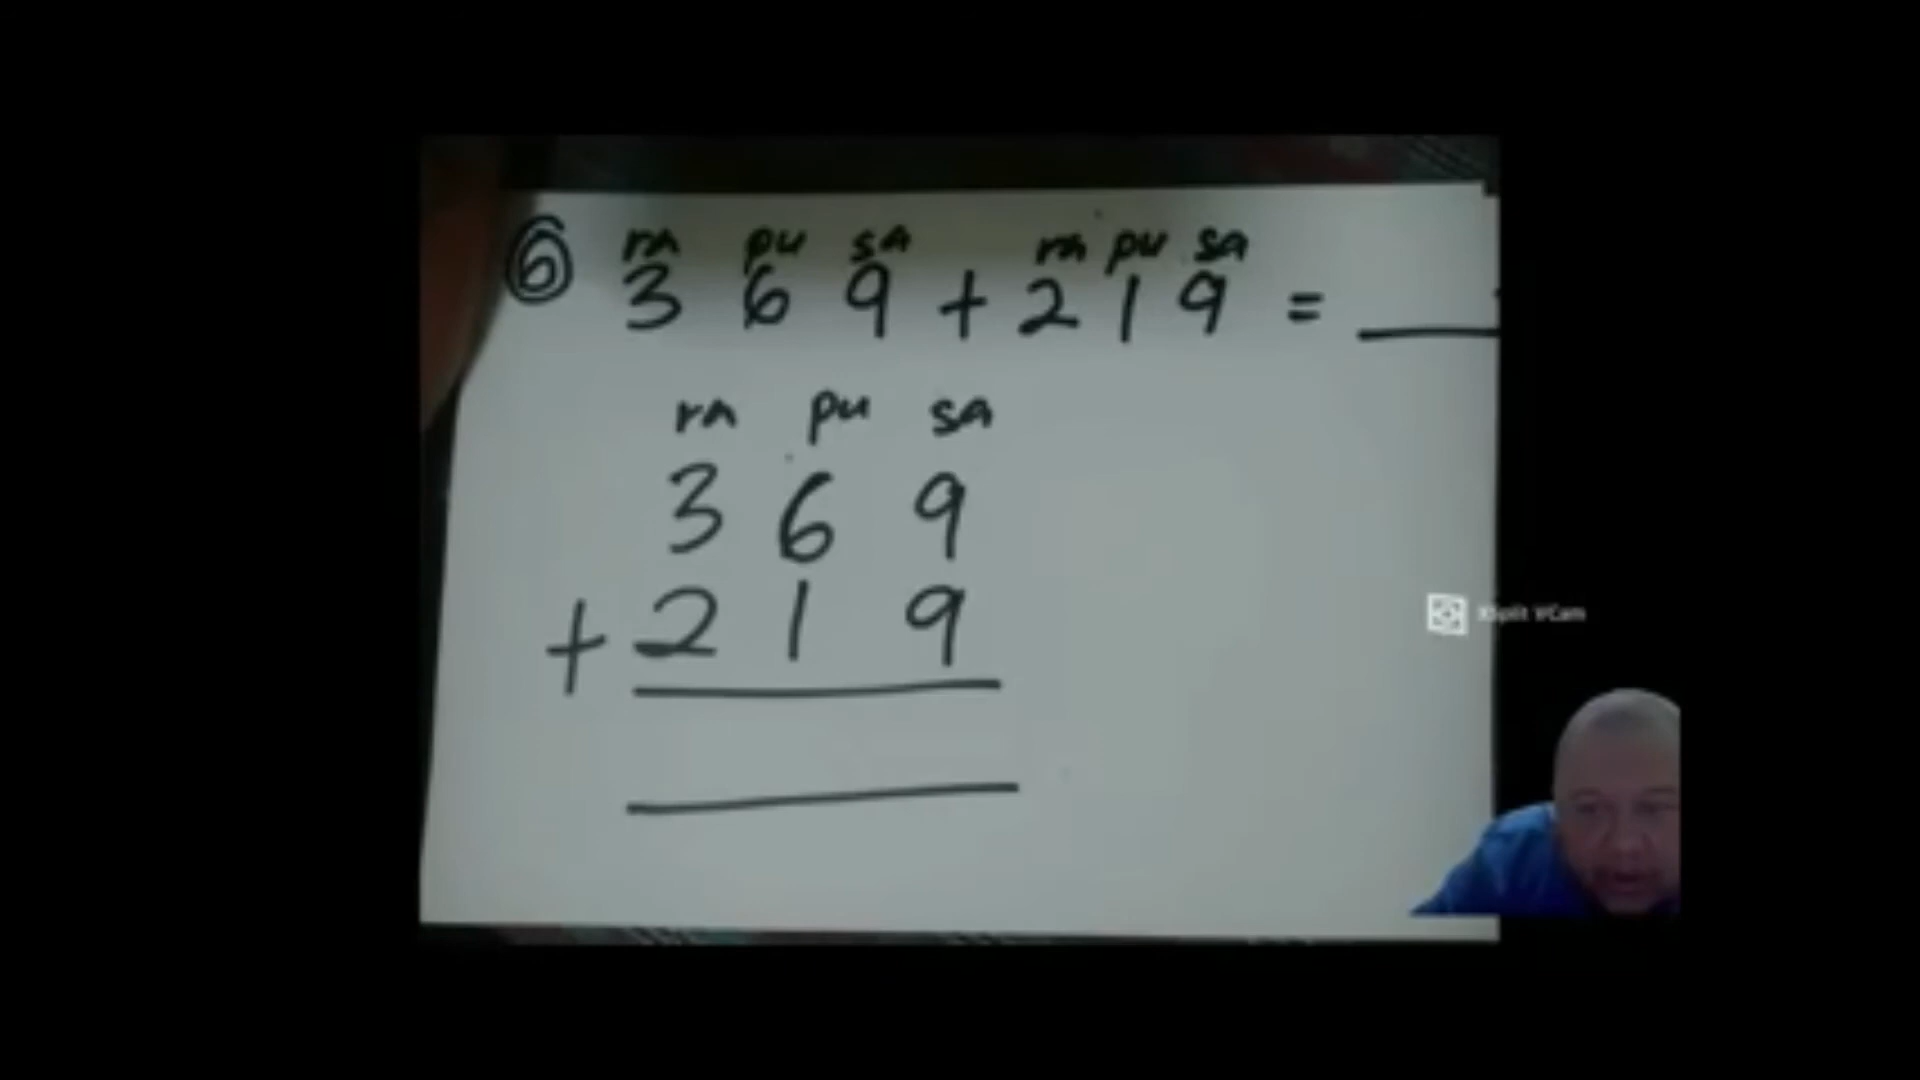 ra pu sa ra pu sa
⑥ 3 6 9 + 2 1 9 = ___
ra pu sa
3 6 9
+ 2 1 9
XSplit VCam